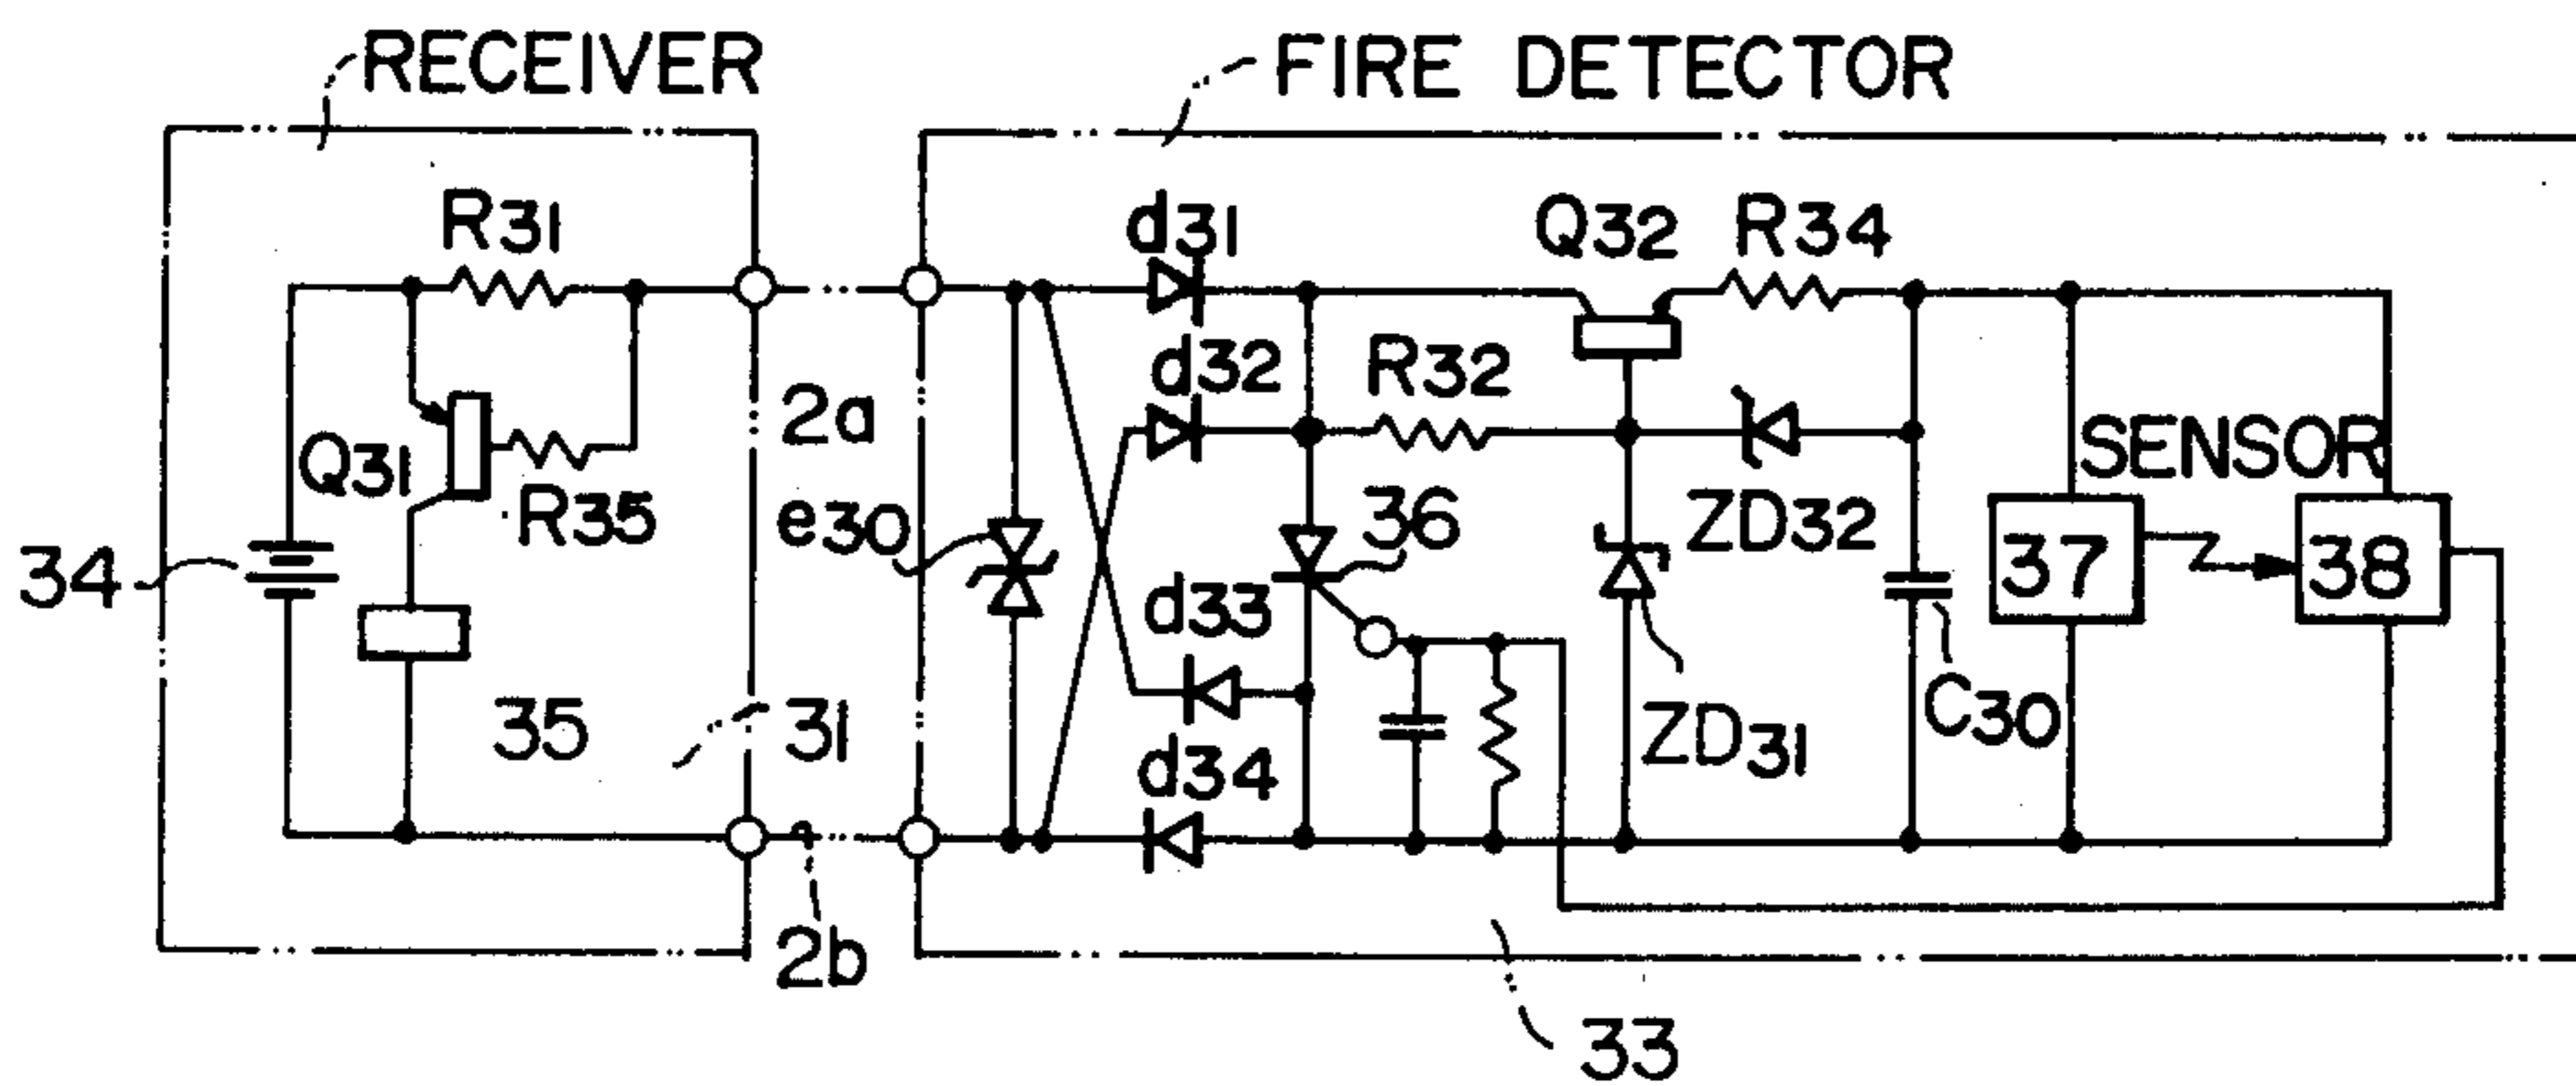 RECEIVER
FIRE DETECTOR
R31
d31
Q32
R34
d32
R32
2a
SENSOR
Q31
R35
e30
36
ZD32
34
37
38
d33
35
31
C30
ZD31
d34
2b
33